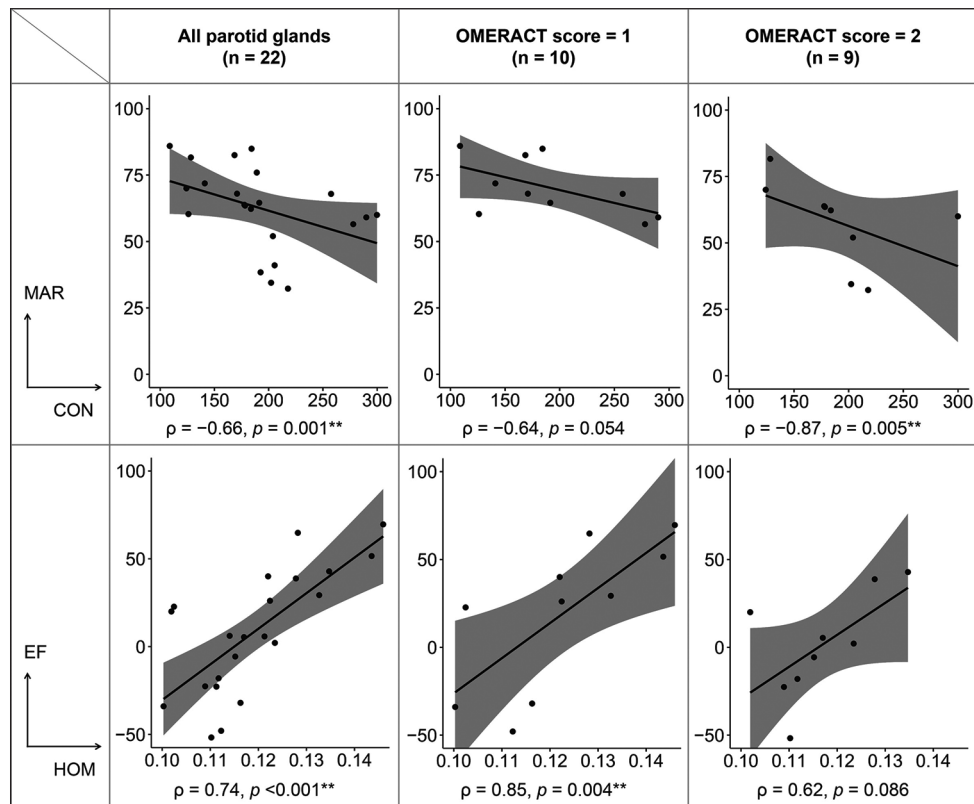 All parotid glands
(n = 22)
OMERACT score = 1
(n = 10)
OMERACT score = 2
(n = 9)
MAR
CON
100
75
50
25
0
100 150 200 250 300
ρ = −0.66, p = 0.001**
100
75
50
25
0
100 150 200 250 300
ρ = −0.64, p = 0.054
100
75
50
25
0
100 150 200 250 300
ρ = −0.87, p = 0.005**
EF
HOM
100
50
0
−50
0.10 0.11 0.12 0.13 0.14
ρ = 0.74, p <0.001**
100
50
0
−50
0.10 0.11 0.12 0.13 0.14
ρ = 0.85, p = 0.004**
100
50
0
−50
0.10 0.11 0.12 0.13 0.14
ρ = 0.62, p = 0.086